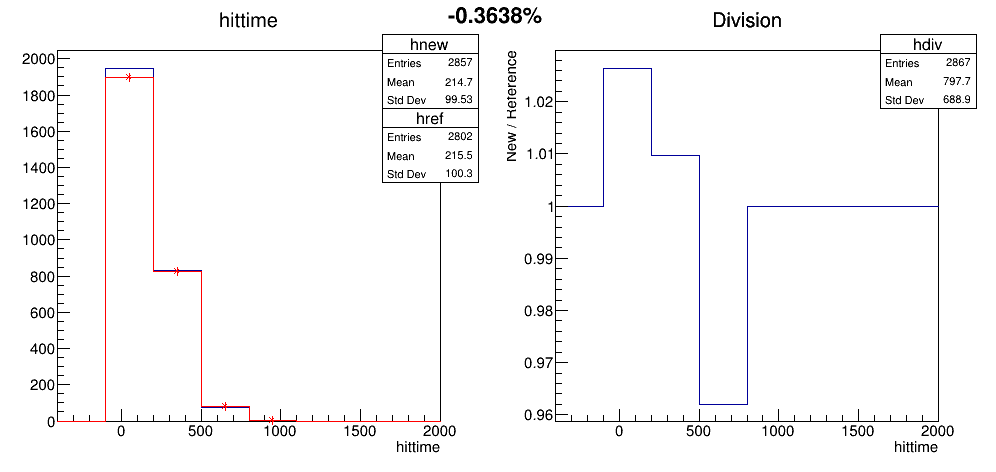 -0.3638%
hittime
hnew
Entries 2857
Mean 214.7
Std Dev 99.53
href
Entries 2802
Mean 215.5
Std Dev 100.3
2000
1800
1600
1400
1200
1000
800
600
400
200
0
0 500 1000 1500 2000
hittime
Division
hdiv
Entries 2867
Mean 797.7
Std Dev 688.9
New / Reference
1.02
1.01
1
0.99
0.98
0.97
0.96
0 500 1000 1500 2000
hittime